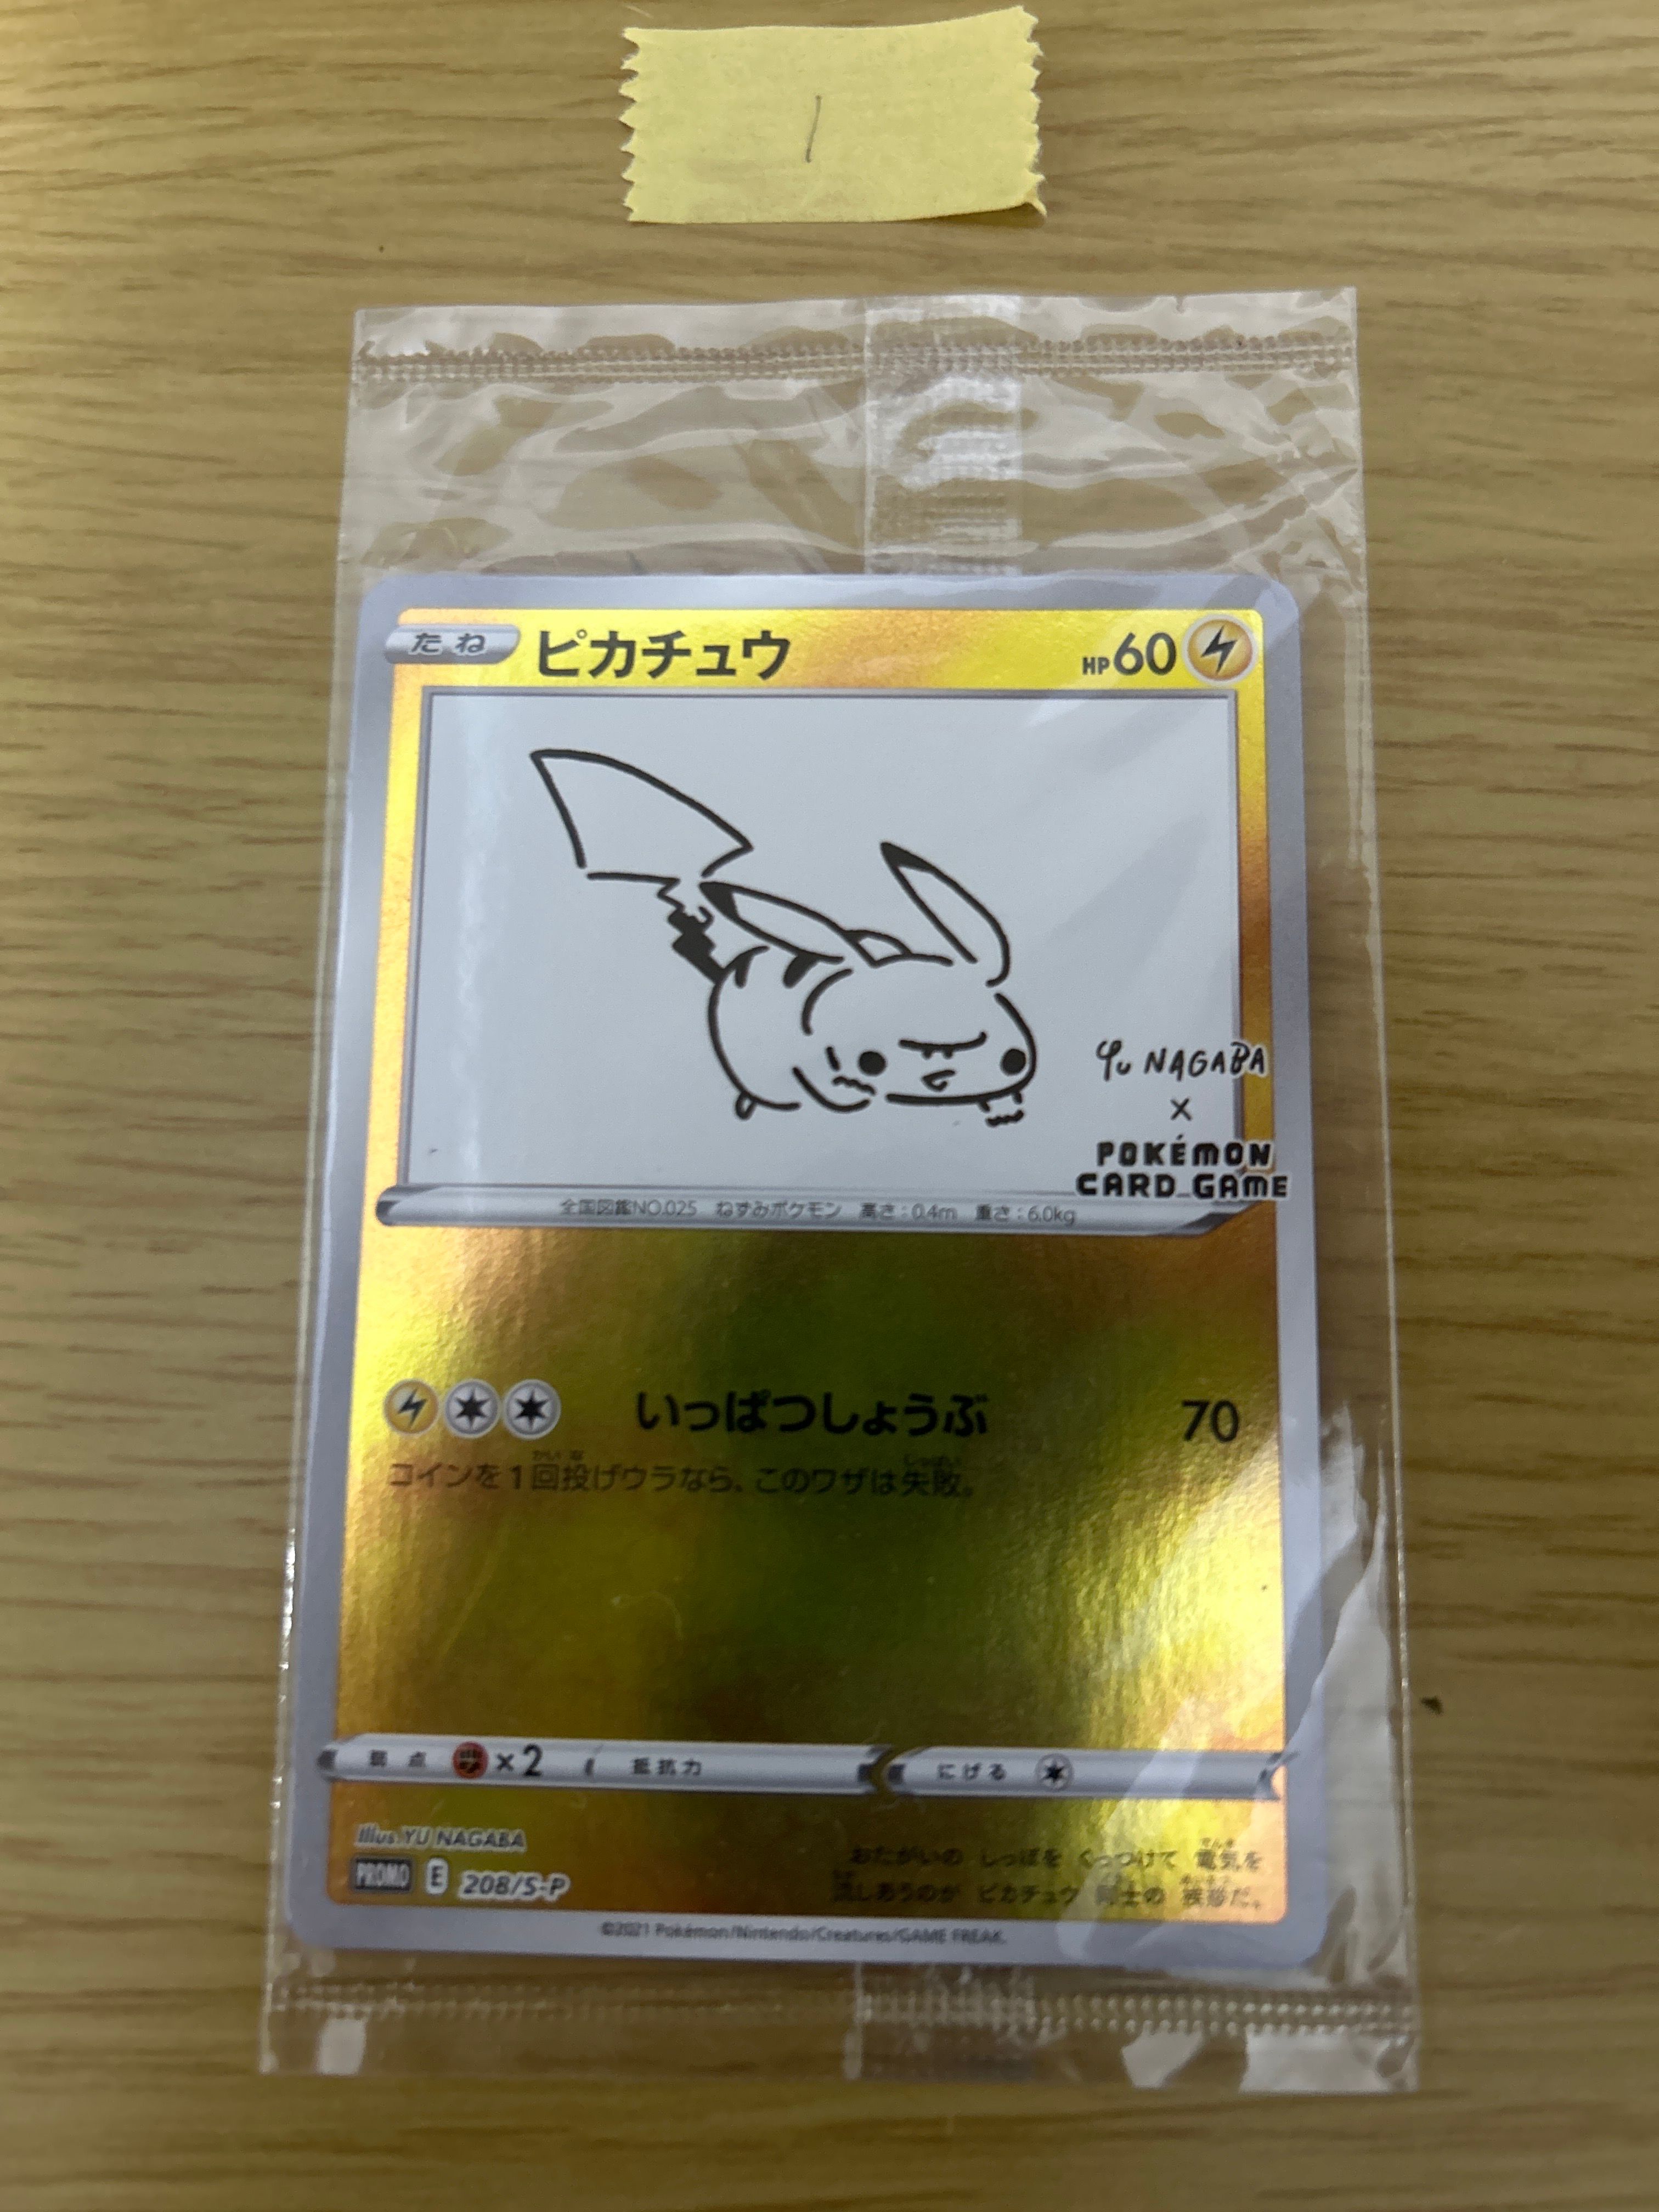 1
たね ピカチュウ HP60
Yu NAGABA
×
POKÉMON
CARD GAME
全国図鑑NO.025 ねずみポケモン 高さ:0.4m 重さ:6.0kg
いっぱつしょうぶ 70
コインを1回投げウラなら、このワザは失敗。
弱点 ×2 抵抗力 にげる
Illus. YU NAGABA
PROMO E 208/S-P
おたがいの しっぽを くっつけて 電気を
流しあうのが ピカチュウ 同士の 挨拶だ。
©2021 Pokémon/Nintendo/Creatures/GAME FREAK.